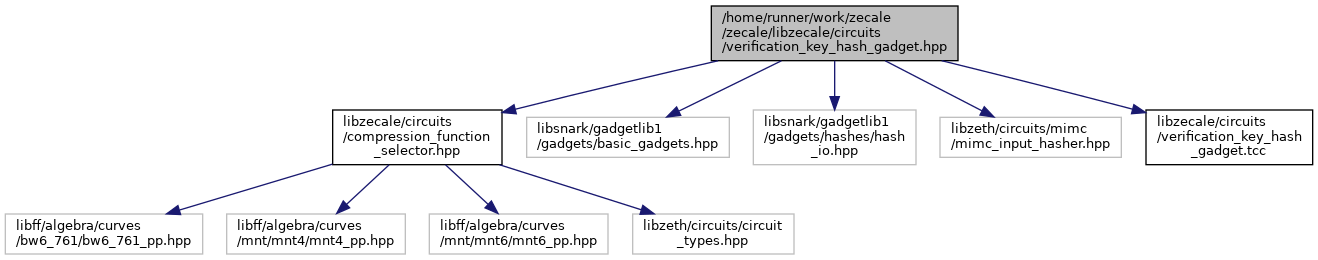 /home/runner/work/zecale
/zecale/libzecale/circuits
/verification_key_hash_gadget.hpp
libzecale/circuits
/compression_function
_selector.hpp
libsnark/gadgetlib1
/gadgets/basic_gadgets.hpp
libsnark/gadgetlib1
/gadgets/hashes/hash
_io.hpp
libzeth/circuits/mimc
/mimc_input_hasher.hpp
libzecale/circuits
/verification_key_hash
_gadget.tcc
libff/algebra/curves
/bw6_761/bw6_761_pp.hpp
libff/algebra/curves
/mnt/mnt4/mnt4_pp.hpp
libff/algebra/curves
/mnt/mnt6/mnt6_pp.hpp
libzeth/circuits/circuit
_types.hpp